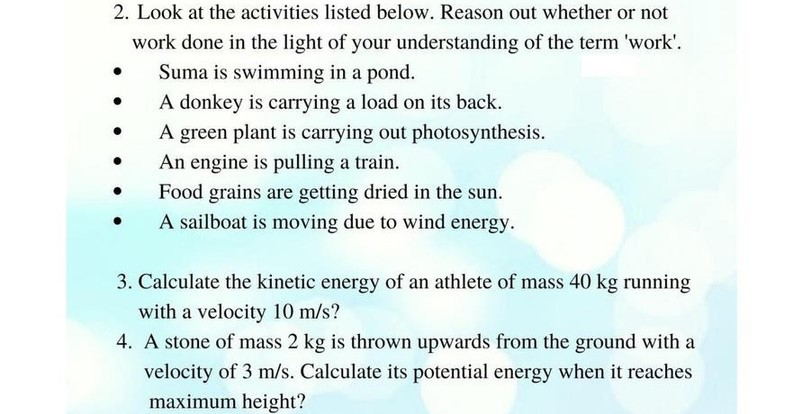 2. Look at the activities listed below. Reason out whether or not
work done in the light of your understanding of the term 'work'.
• Suma is swimming in a pond.
• A donkey is carrying a load on its back.
• A green plant is carrying out photosynthesis.
• An engine is pulling a train.
• Food grains are getting dried in the sun.
• A sailboat is moving due to wind energy.
3. Calculate the kinetic energy of an athlete of mass 40 kg running
with a velocity 10 m/s?
4. A stone of mass 2 kg is thrown upwards from the ground with a
velocity of 3 m/s. Calculate its potential energy when it reaches
maximum height?